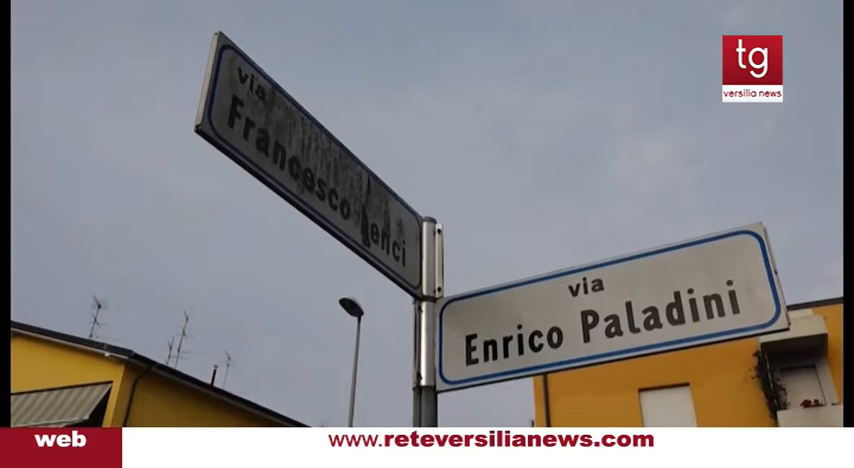 tg
versilia news
via
Francesco
via
Enrico Paladini
web
www.reteversilianews.com